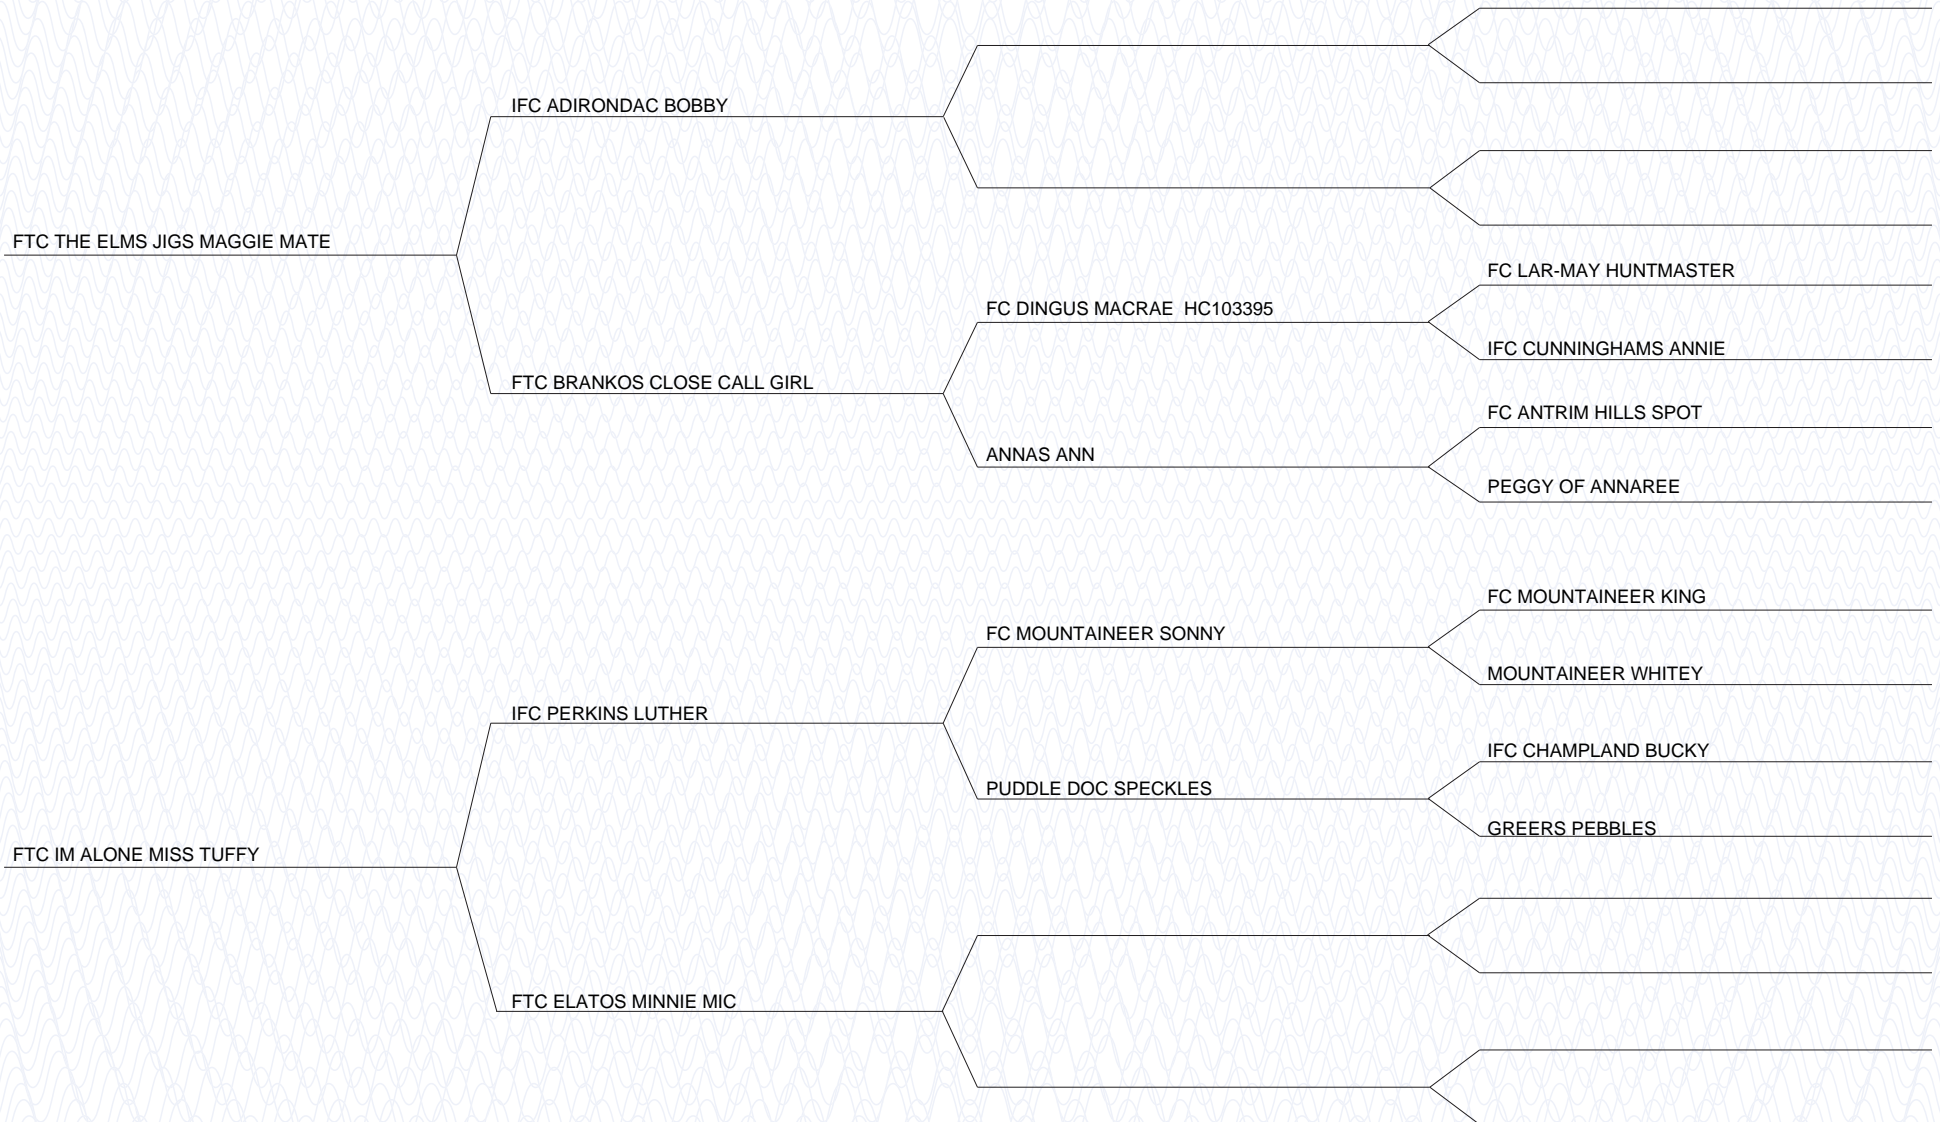 IFC ADIRONDAC BOBBY
FTC THE ELMS JIGS MAGGIE MATE
FC LAR-MAY HUNTMASTER
FC DINGUS MACRAE  HC103395
IFC CUNNINGHAMS ANNIE
FTC BRANKOS CLOSE CALL GIRL
FC ANTRIM HILLS SPOT
ANNAS ANN
PEGGY OF ANNAREE
FC MOUNTAINEER KING
FC MOUNTAINEER SONNY
MOUNTAINEER WHITEY
IFC PERKINS LUTHER
IFC CHAMPLAND BUCKY
PUDDLE DOC SPECKLES
GREERS PEBBLES
FTC IM ALONE MISS TUFFY
FTC ELATOS MINNIE MIC